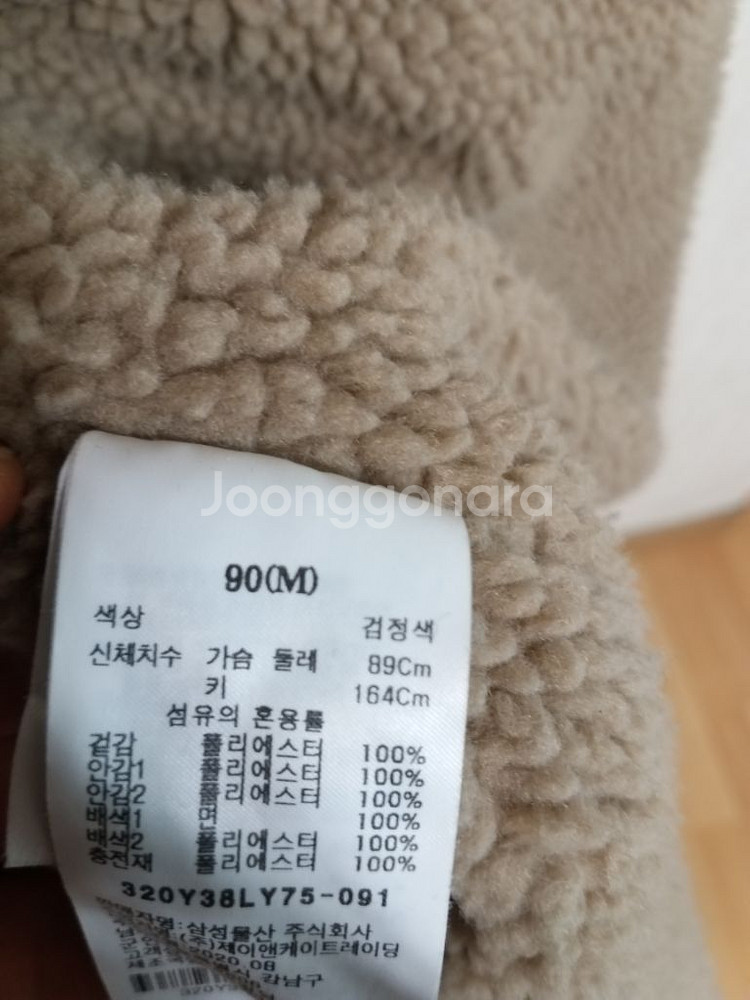 Joonggonara
90(M)
색상 검정색
신체치수 가슴 둘레 89Cm
키 164Cm
섬유의 혼용률
겉감 폴리에스터 100%
안감1 폴리에스터 100%
안감2 폴리에스터 100%
배색1 면 100%
배색2 폴리에스터 100%
충전재 폴리에스터 100%
320Y38LY75-091
삼성물산 주식회사
(주)제이앤케이트레이딩
2020.08
강남구